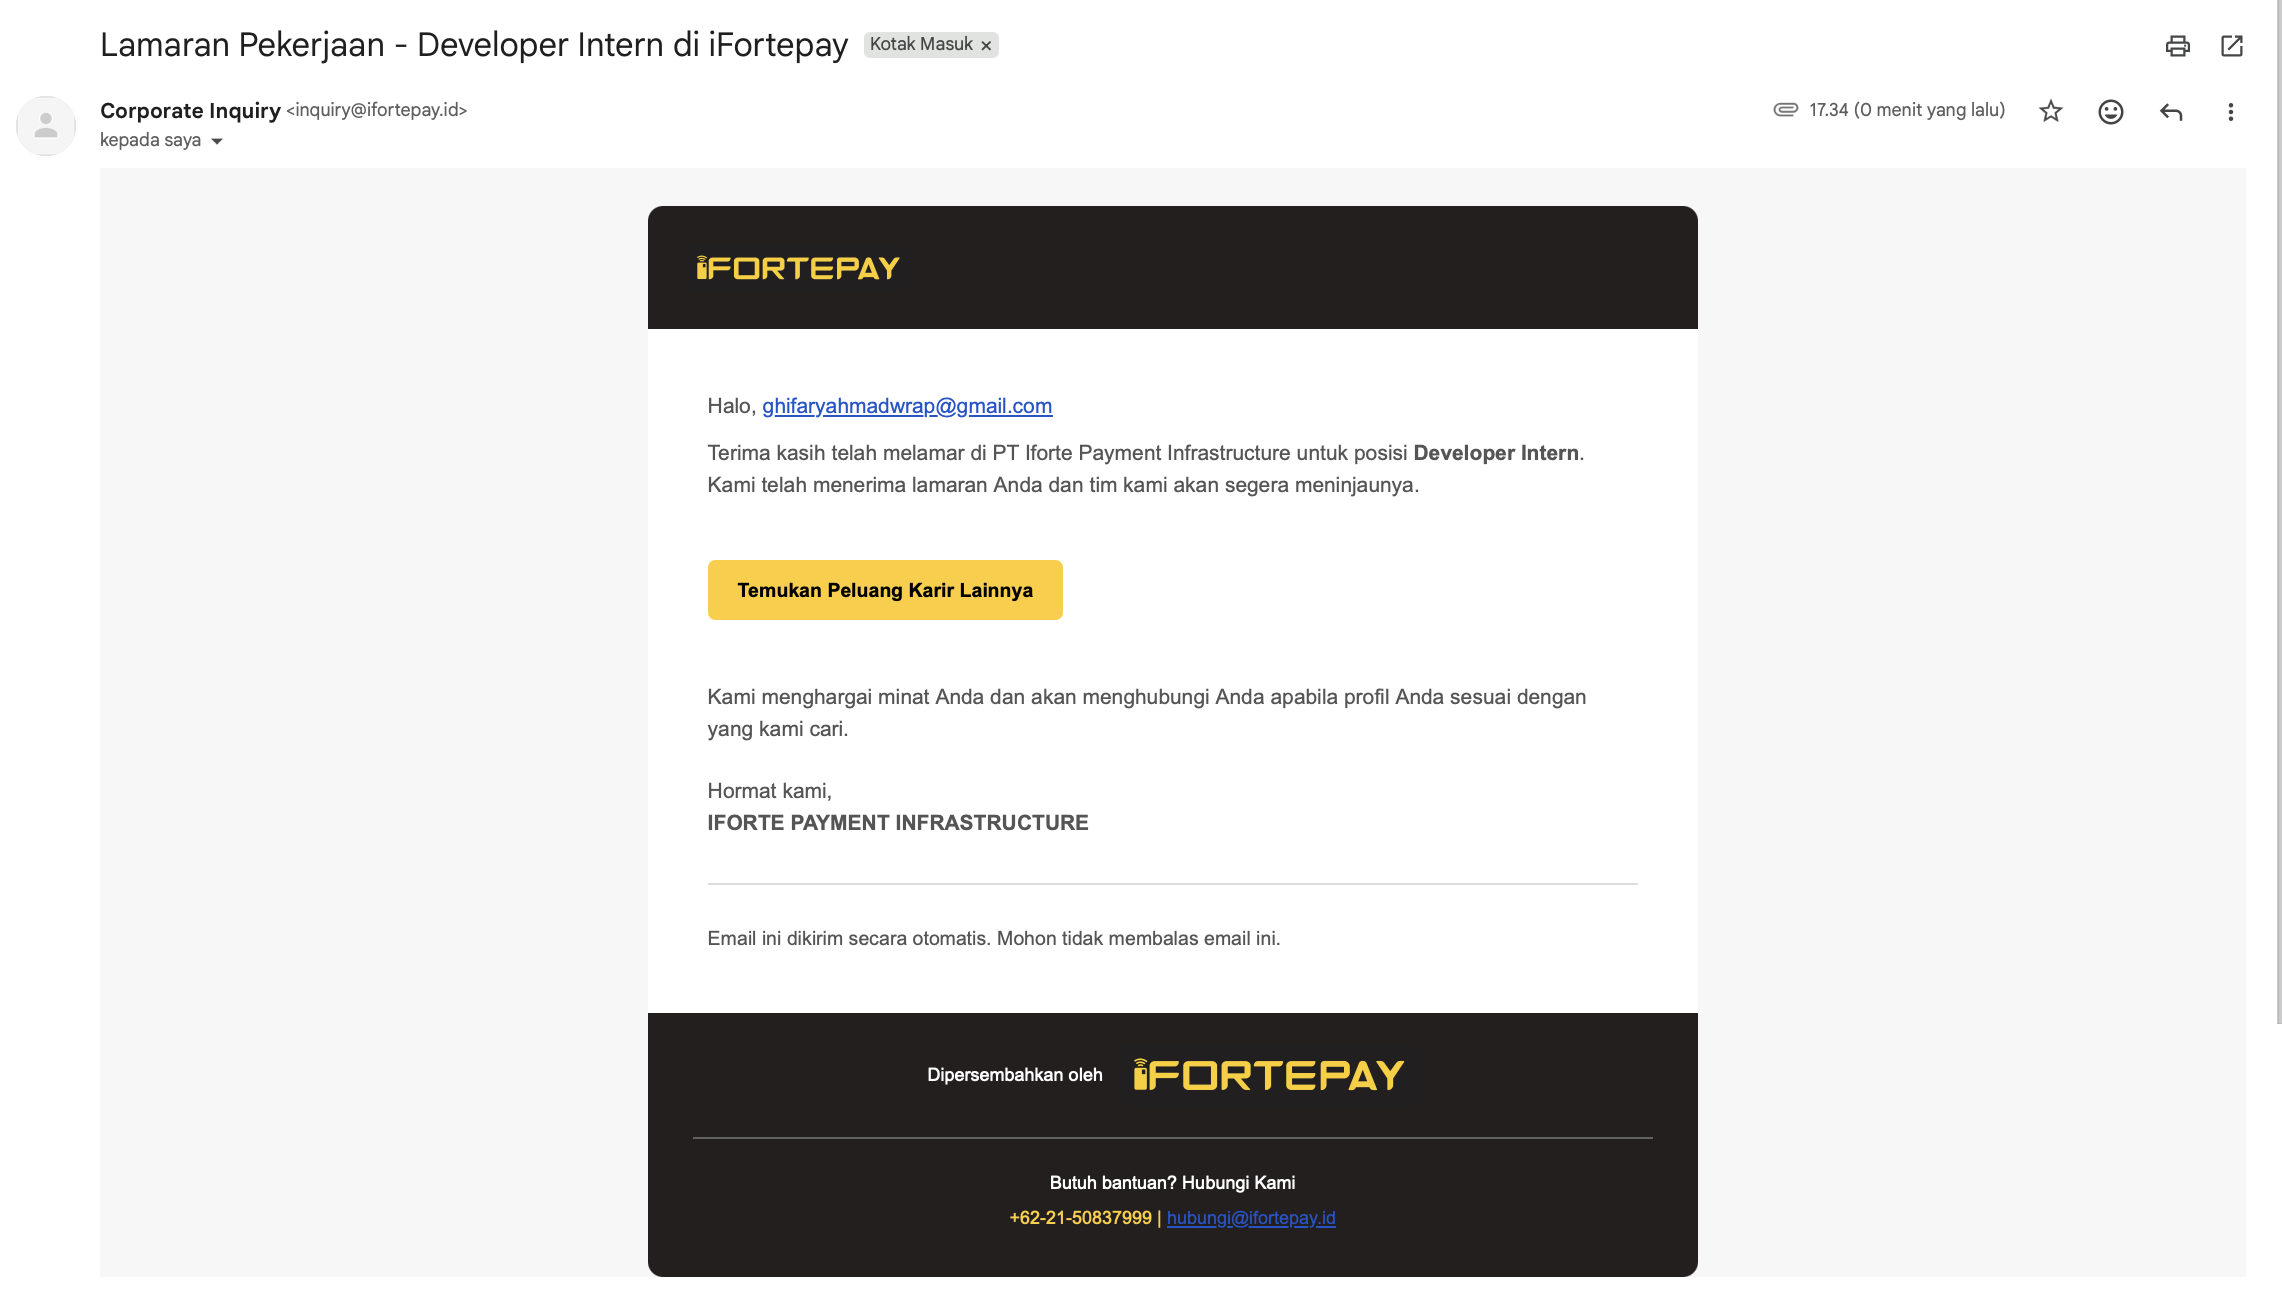 Lamaran Pekerjaan - Developer Intern di iFortepay Kotak Masuk ×
Corporate Inquiry <inquiry@ifortepay.id> 17.34 (0 menit yang lalu)
kepada saya
iFORTEPAY
Halo, ghifaryahmadwrap@gmail.com
Terima kasih telah melamar di PT Iforte Payment Infrastructure untuk posisi Developer Intern.
Kami telah menerima lamaran Anda dan tim kami akan segera meninjaunya.
Temukan Peluang Karir Lainnya
Kami menghargai minat Anda dan akan menghubungi Anda apabila profil Anda sesuai dengan
yang kami cari.
Hormat kami,
IFORTE PAYMENT INFRASTRUCTURE
Email ini dikirim secara otomatis. Mohon tidak membalas email ini.
Dipersembahkan oleh iFORTEPAY
Butuh bantuan? Hubungi Kami
+62-21-50837999 | hubungi@ifortepay.id